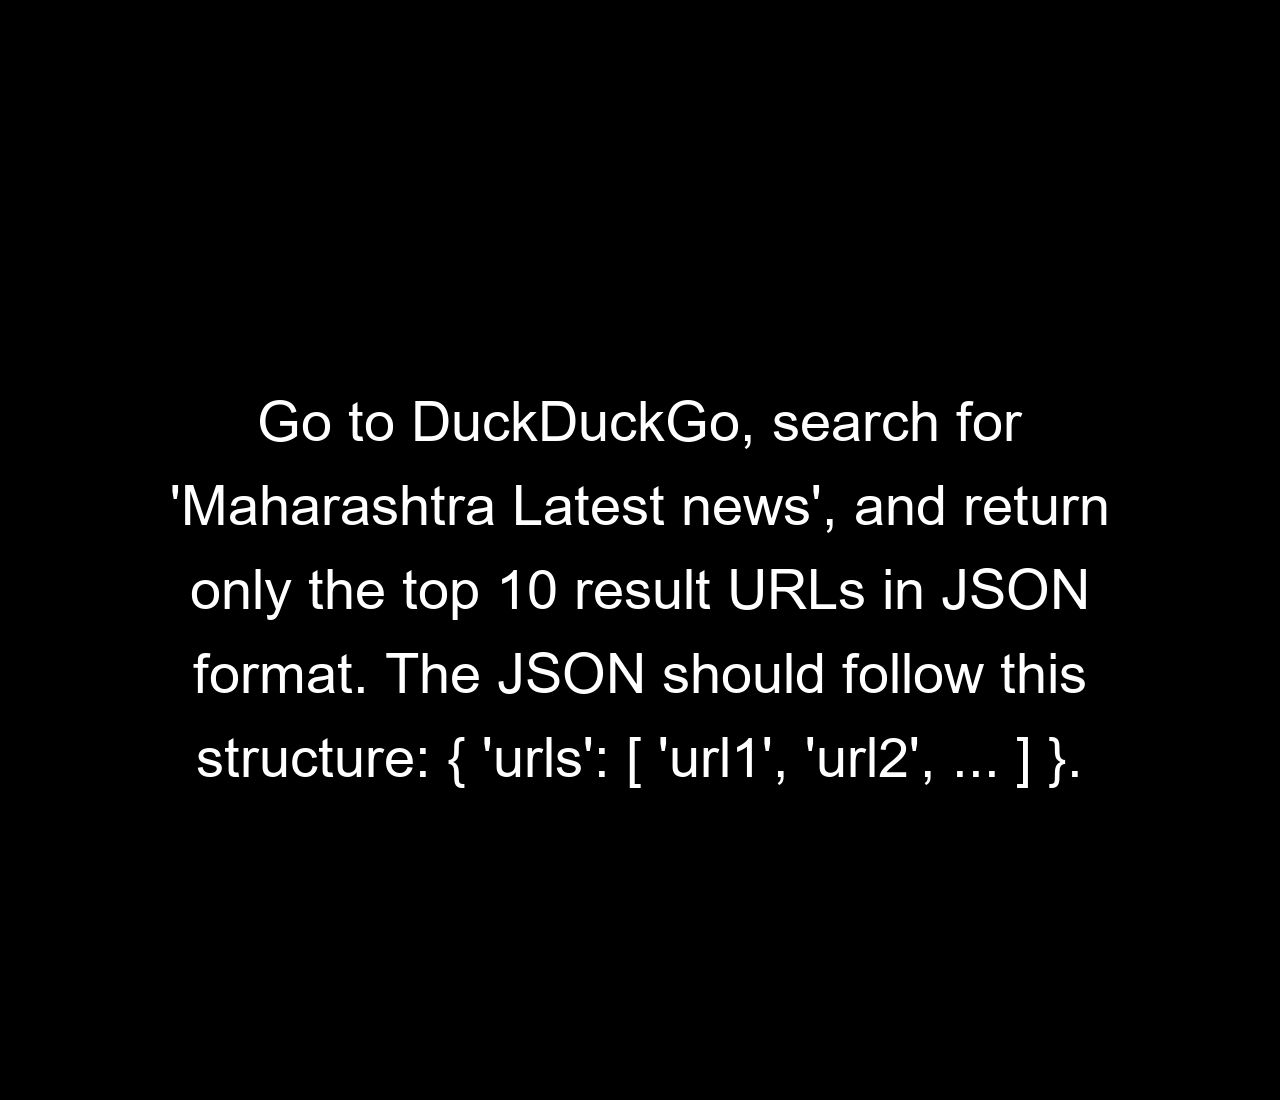 Go to DuckDuckGo, search for
'Maharashtra Latest news', and return
only the top 10 result URLs in JSON
format. The JSON should follow this
structure: { 'urls': [ 'url1', 'url2', ... ] }.